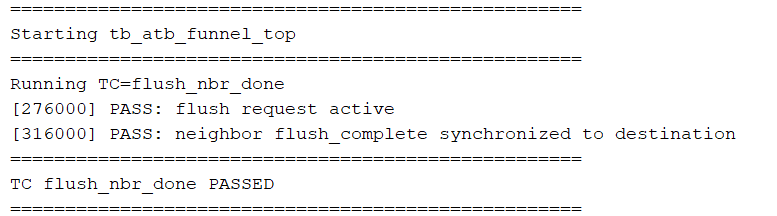 ====================================================
Starting tb_atb_funnel_top
====================================================
Running TC=flush_nbr_done
[276000] PASS: flush request active
[316000] PASS: neighbor flush_complete synchronized to destination
====================================================
TC flush_nbr_done PASSED
====================================================